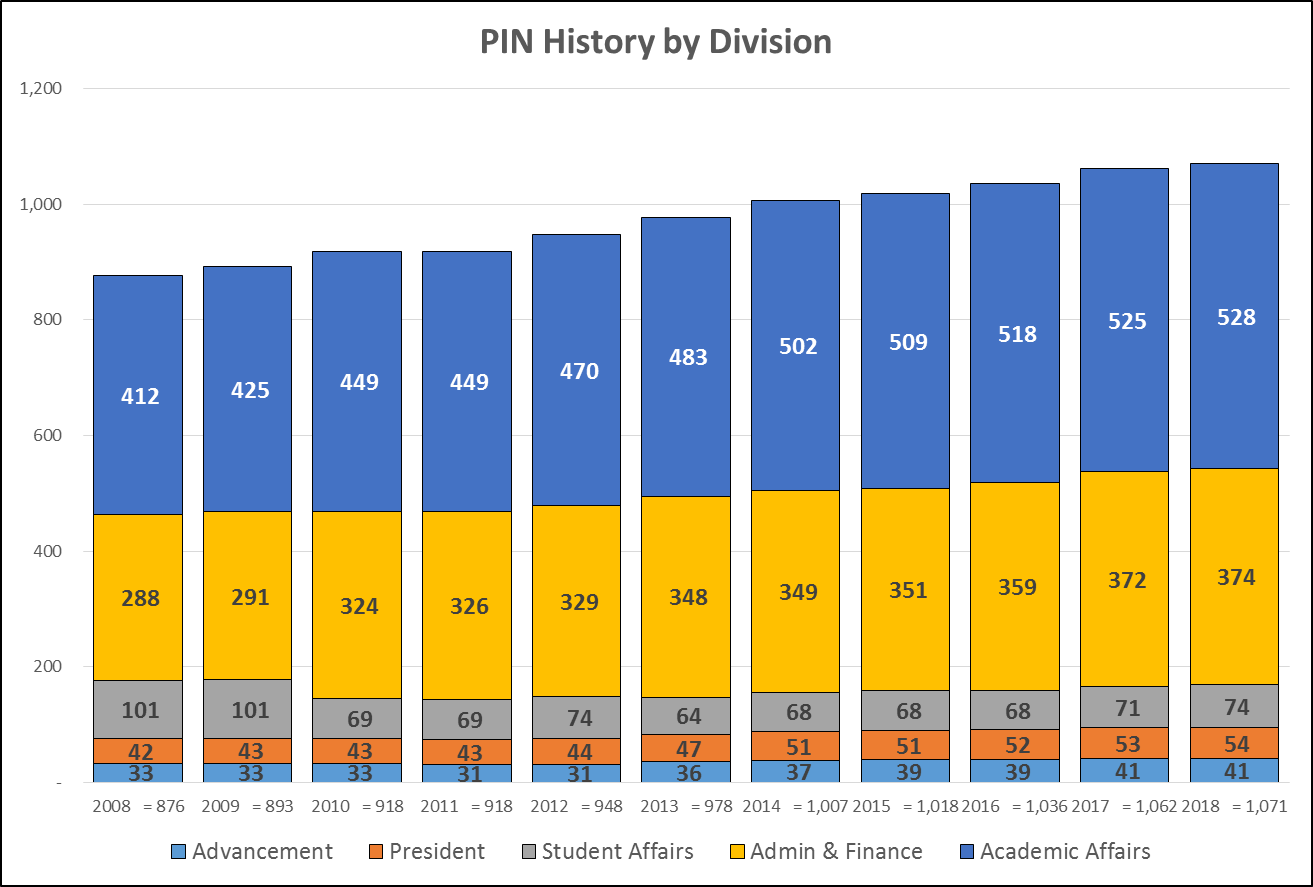 PIN History by Division
1,200
1,000
800
600
400
200
-
412 425 449 449 470 483 502 509 518 525 528
288 291 324 326 329 348 349 351 359 372 374
101 101 69 69 74 64 68 68 68 71 74
42 43 43 43 44 47 51 51 52 53 54
33 33 33 31 31 36 37 39 39 41 41
2008 = 876 2009 = 893 2010 = 918 2011 = 918 2012 = 948 2013 = 978 2014 = 1,007 2015 = 1,018 2016 = 1,036 2017 = 1,062 2018 = 1,071
Advancement President Student Affairs Admin & Finance Academic Affairs